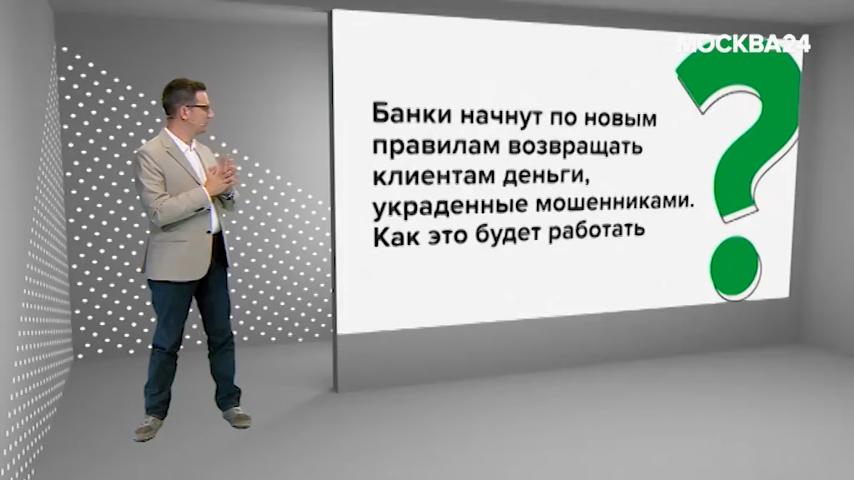 МОСКВА24
Банки начнут по новым
правилам возвращать
клиентам деньги,
украденные мошенниками.
Как это будет работать
?